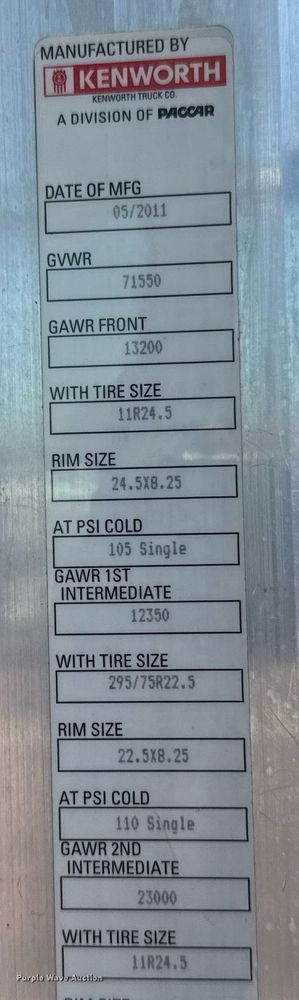 MANUFACTURED BY
KENWORTH
KENWORTH TRUCK CO.
A DIVISION OF PACCAR
DATE OF MFG
05/2011
GVWR
71550
GAWR FRONT
13200
WITH TIRE SIZE
11R24.5
RIM SIZE
24.5X8.25
AT PSI COLD
105 Single
GAWR 1ST
INTERMEDIATE
12350
WITH TIRE SIZE
295/75R22.5
RIM SIZE
22.5X8.25
AT PSI COLD
110 Single
GAWR 2ND
INTERMEDIATE
23000
WITH TIRE SIZE
11R24.5
RIM SIZE
Purple Wave Auction